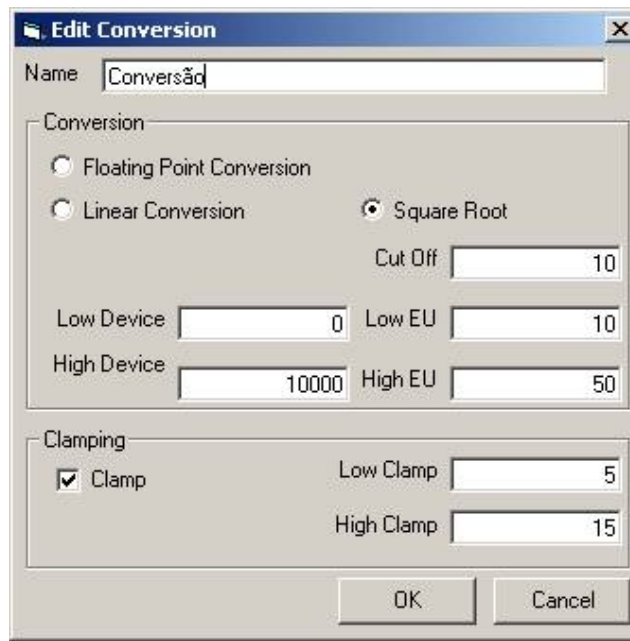 Edit Conversion
Name Conversão
Conversion
Floating Point Conversion
Linear Conversion Square Root
Cut Off 10
Low Device 0 Low EU 10
High Device 10000 High EU 50
Clamping
Clamp Low Clamp 5
High Clamp 15
OK Cancel